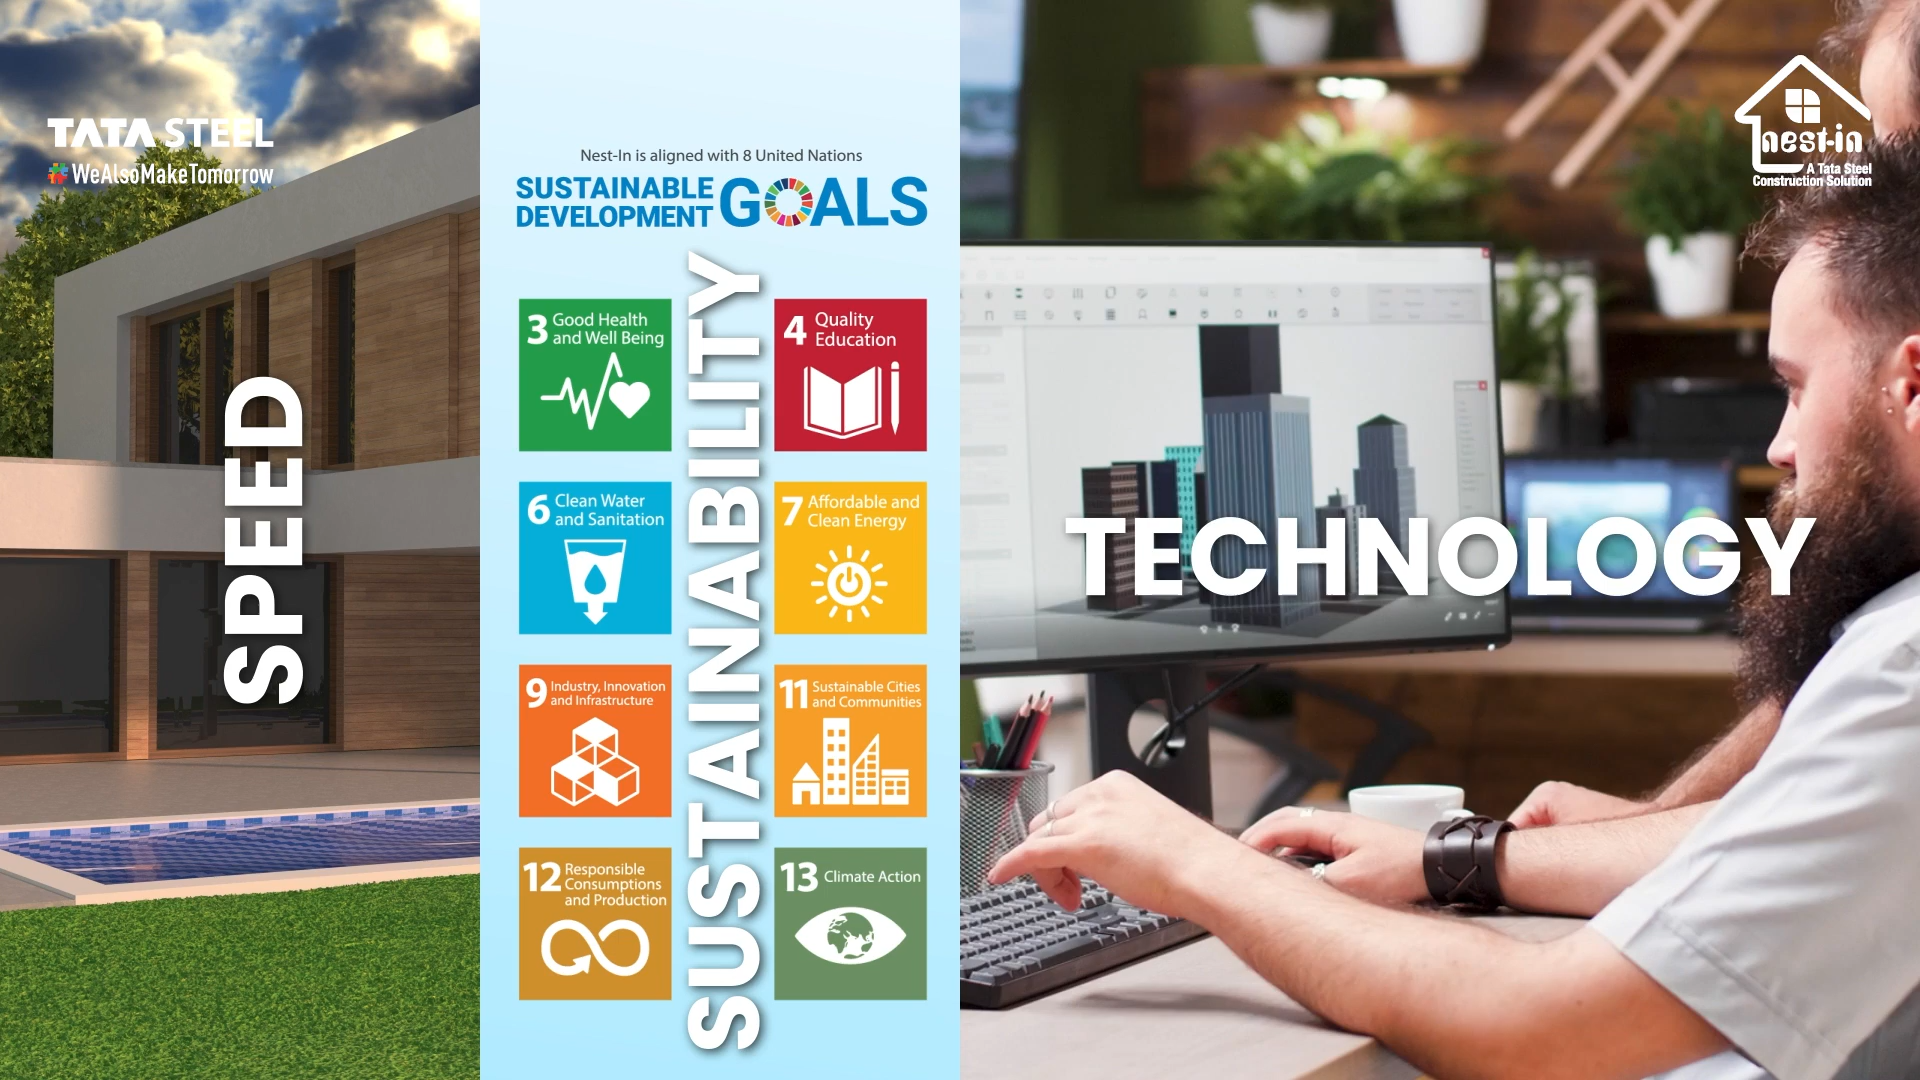 TATA STEEL
#WeAlsoMakeTomorrow
SPEED
Nest-In is aligned with 8 United Nations
SUSTAINABLE
DEVELOPMENT
GOALS
3 Good Health
and Well Being
4 Quality
Education
6 Clean Water
and Sanitation
7 Affordable and
Clean Energy
9 Industry, Innovation
and Infrastructure
11 Sustainable Cities
and Communities
12 Responsible
Consumptions
and Production
13 Climate Action
SUSTAINABILITY
nest-in
A Tata Steel
Construction Solution
TECHNOLOGY